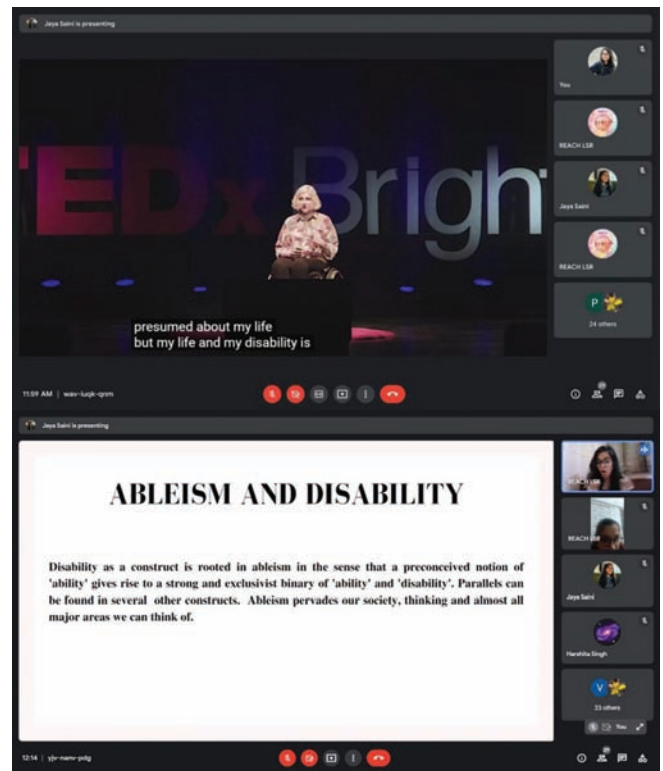 Jaya Saini is presenting
TEDx Brigh
presumed about my life
but my life and my disability is
You
REACH LSR
Jaya Saini
REACH LSR
P
24 others
11:59 AM | wav-iuqk-qnm
Jaya Saini is presenting
ABLEISM AND DISABILITY
Disability as a construct is rooted in ableism in the sense that a preconceived notion of
'ability' gives rise to a strong and exclusivist binary of 'ability' and 'disability'. Parallels can
be found in several other constructs. Ableism pervades our society, thinking and almost all
major areas we can think of.
REACH LSR
REACH LSR
Jaya Saini
Harshita Singh
V
23 others
You
12:14 | yjv-nanv-pdg